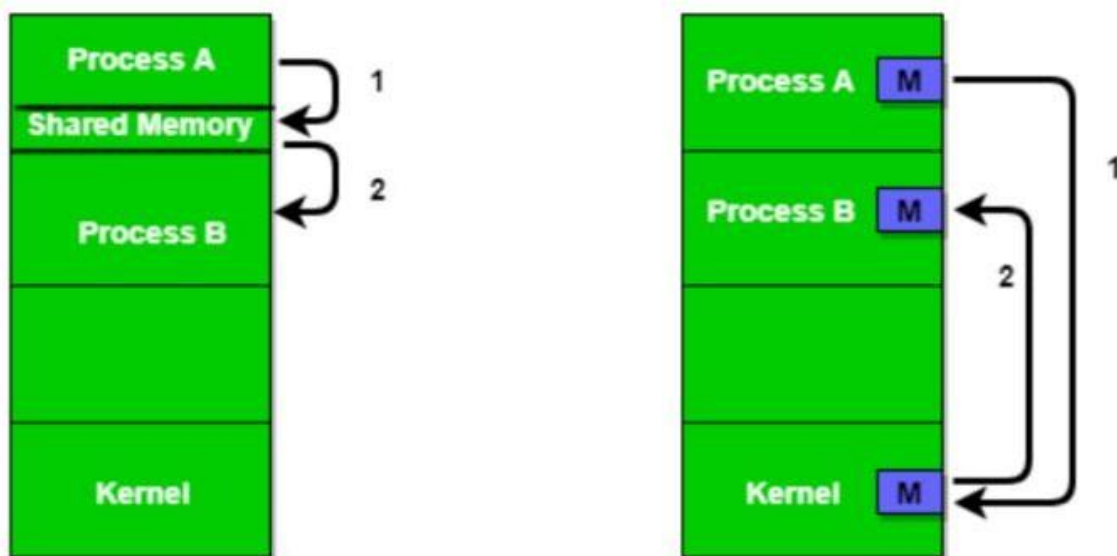 Process A
1
Shared Memory
2
Process B
Kernel
Process A M
1
Process B M
2
Kernel M